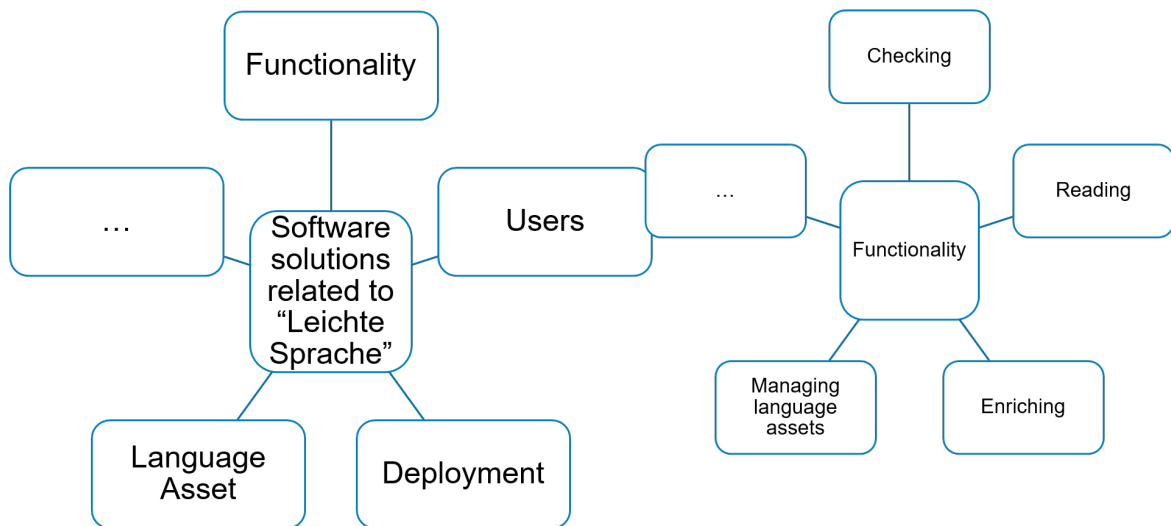 Functionality
…
Users
Software
solutions
related to
“Leichte
Sprache”
Language
Asset
Deployment
Checking
…
Reading
Functionality
Managing
language
assets
Enriching